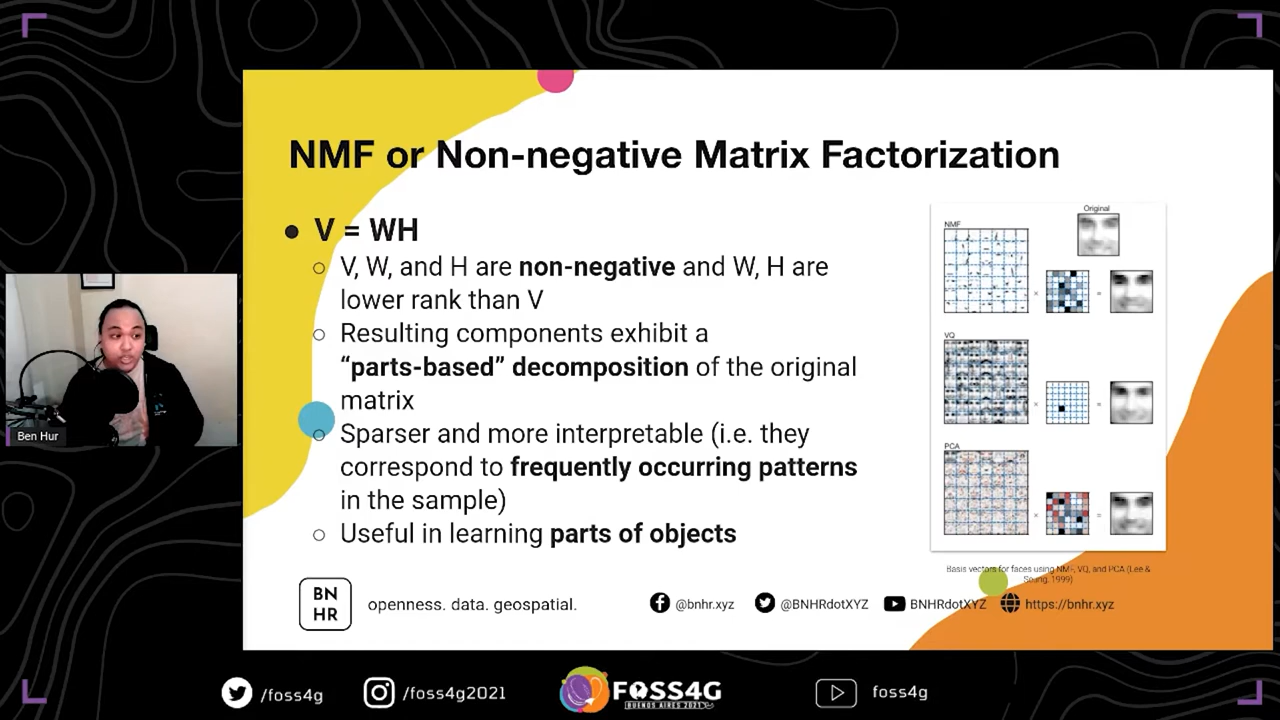 NMF or Non-negative Matrix Factorization
● V = WH
○ V, W, and H are non-negative and W, H are
lower rank than V
○ Resulting components exhibit a
“parts-based” decomposition of the original
matrix
○ Sparser and more interpretable (i.e. they
correspond to frequently occurring patterns
in the sample)
○ Useful in learning parts of objects
Original
NMF
× =
VQ
× =
PCA
× =
Basis vectors for faces using NMF, VQ, and PCA (Lee &
Seung, 1999)
Ben Hur
BN
HR
openness. data. geospatial.
@bnhr.xyz
@BNHRdotXYZ
BNHRdotXYZ
https://bnhr.xyz
/foss4g
/foss4g2021
FOSS4G
BUENOS AIRES 2021
foss4g